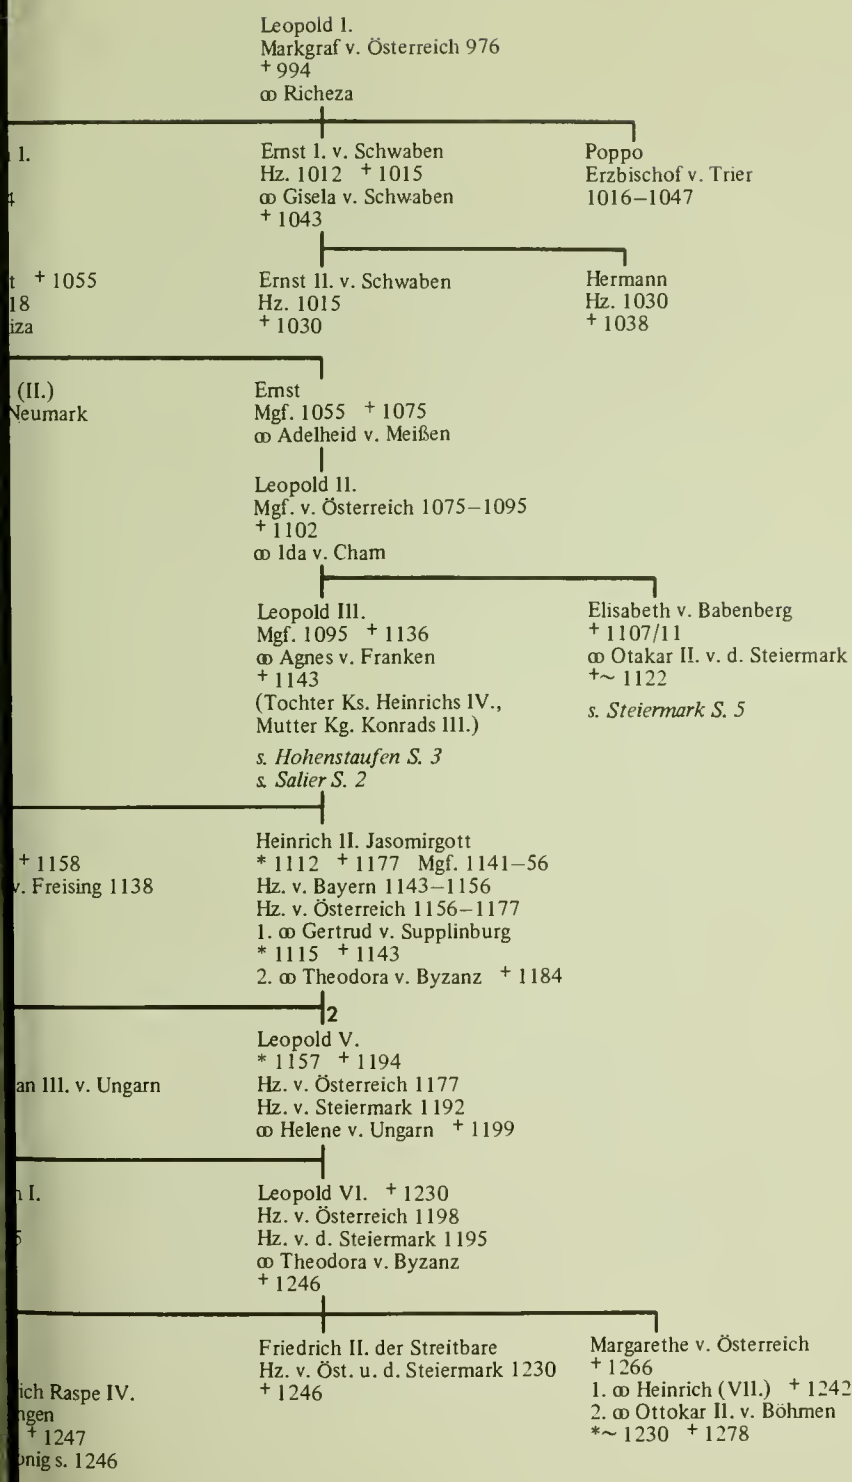 Leopold I.
Markgraf v. Österreich 976
+ 994
ꝏ Richeza
I.
Ernst I. v. Schwaben
Hz. 1012 + 1015
ꝏ Gisela v. Schwaben
+ 1043
Poppo
Erzbischof v. Trier
1016–1047
+ 1055
18
Ernst II. v. Schwaben
Hz. 1015
+ 1030
Hermann
Hz. 1030
+ 1038
(II.)
Neumark
Ernst
Mgf. 1055 + 1075
ꝏ Adelheid v. Meißen
Leopold II.
Mgf. v. Österreich 1075–1095
+ 1102
ꝏ Ida v. Cham
Leopold III.
Mgf. 1095 + 1136
ꝏ Agnes v. Franken
+ 1143
(Tochter Ks. Heinrichs IV.,
Mutter Kg. Konrads III.)
s. Hohenstaufen S. 3
s. Salier S. 2
Elisabeth v. Babenberg
+ 1107/11
ꝏ Otakar II. v. d. Steiermark
+~ 1122
s. Steiermark S. 5
+ 1158
v. Freising 1138
Heinrich II. Jasomirgott
* 1112 + 1177 Mgf. 1141–56
Hz. v. Bayern 1143–1156
Hz. v. Österreich 1156–1177
1. ꝏ Gertrud v. Supplinburg
* 1115 + 1143
2. ꝏ Theodora v. Byzanz + 1184
2
an III. v. Ungarn
Leopold V.
* 1157 + 1194
Hz. v. Österreich 1177
Hz. v. Steiermark 1192
ꝏ Helene v. Ungarn + 1199
I.
Leopold VI. + 1230
Hz. v. Österreich 1198
Hz. v. d. Steiermark 1195
ꝏ Theodora v. Byzanz
+ 1246
ich Raspe IV.
ngen
+ 1247
önig s. 1246
Friedrich II. der Streitbare
Hz. v. Öst. u. d. Steiermark 1230
+ 1246
Margarethe v. Österreich
+ 1266
1. ꝏ Heinrich (VII.) + 1242
2. ꝏ Ottokar II. v. Böhmen
*~ 1230 + 1278